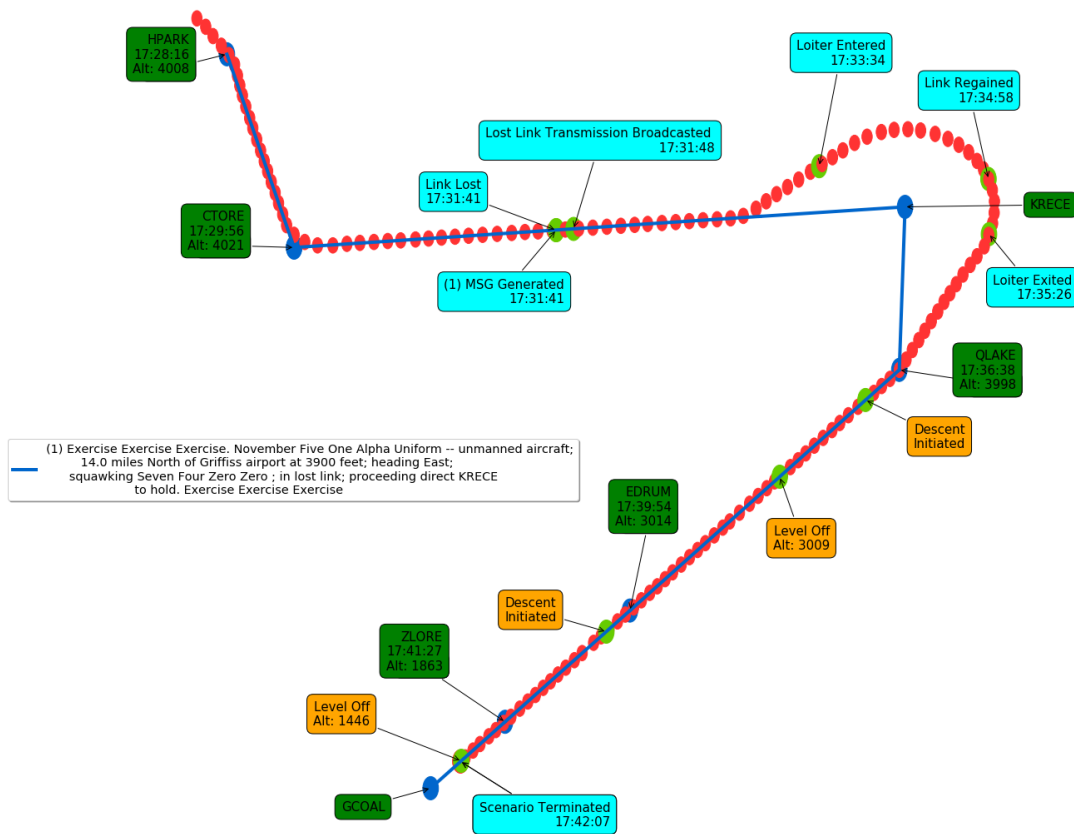 HPARK
17:28:16
Alt: 4008
Loiter Entered
17:33:34
Link Regained
17:34:58
Lost Link Transmission Broadcasted
17:31:48
Link Lost
17:31:41
KRECE
CTORE
17:29:56
Alt: 4021
(1) MSG Generated
17:31:41
Loiter Exited
17:35:26
QLAKE
17:36:38
Alt: 3998
Descent
Initiated
(1) Exercise Exercise Exercise. November Five One Alpha Uniform -- unmanned aircraft;
14.0 miles North of Griffiss airport at 3900 feet; heading East;
squawking Seven Four Zero Zero ; in lost link; proceeding direct KRECE
to hold. Exercise Exercise Exercise
EDRUM
17:39:54
Alt: 3014
Level Off
Alt: 3009
Descent
Initiated
ZLORE
17:41:27
Alt: 1863
Level Off
Alt: 1446
GCOAL
Scenario Terminated
17:42:07